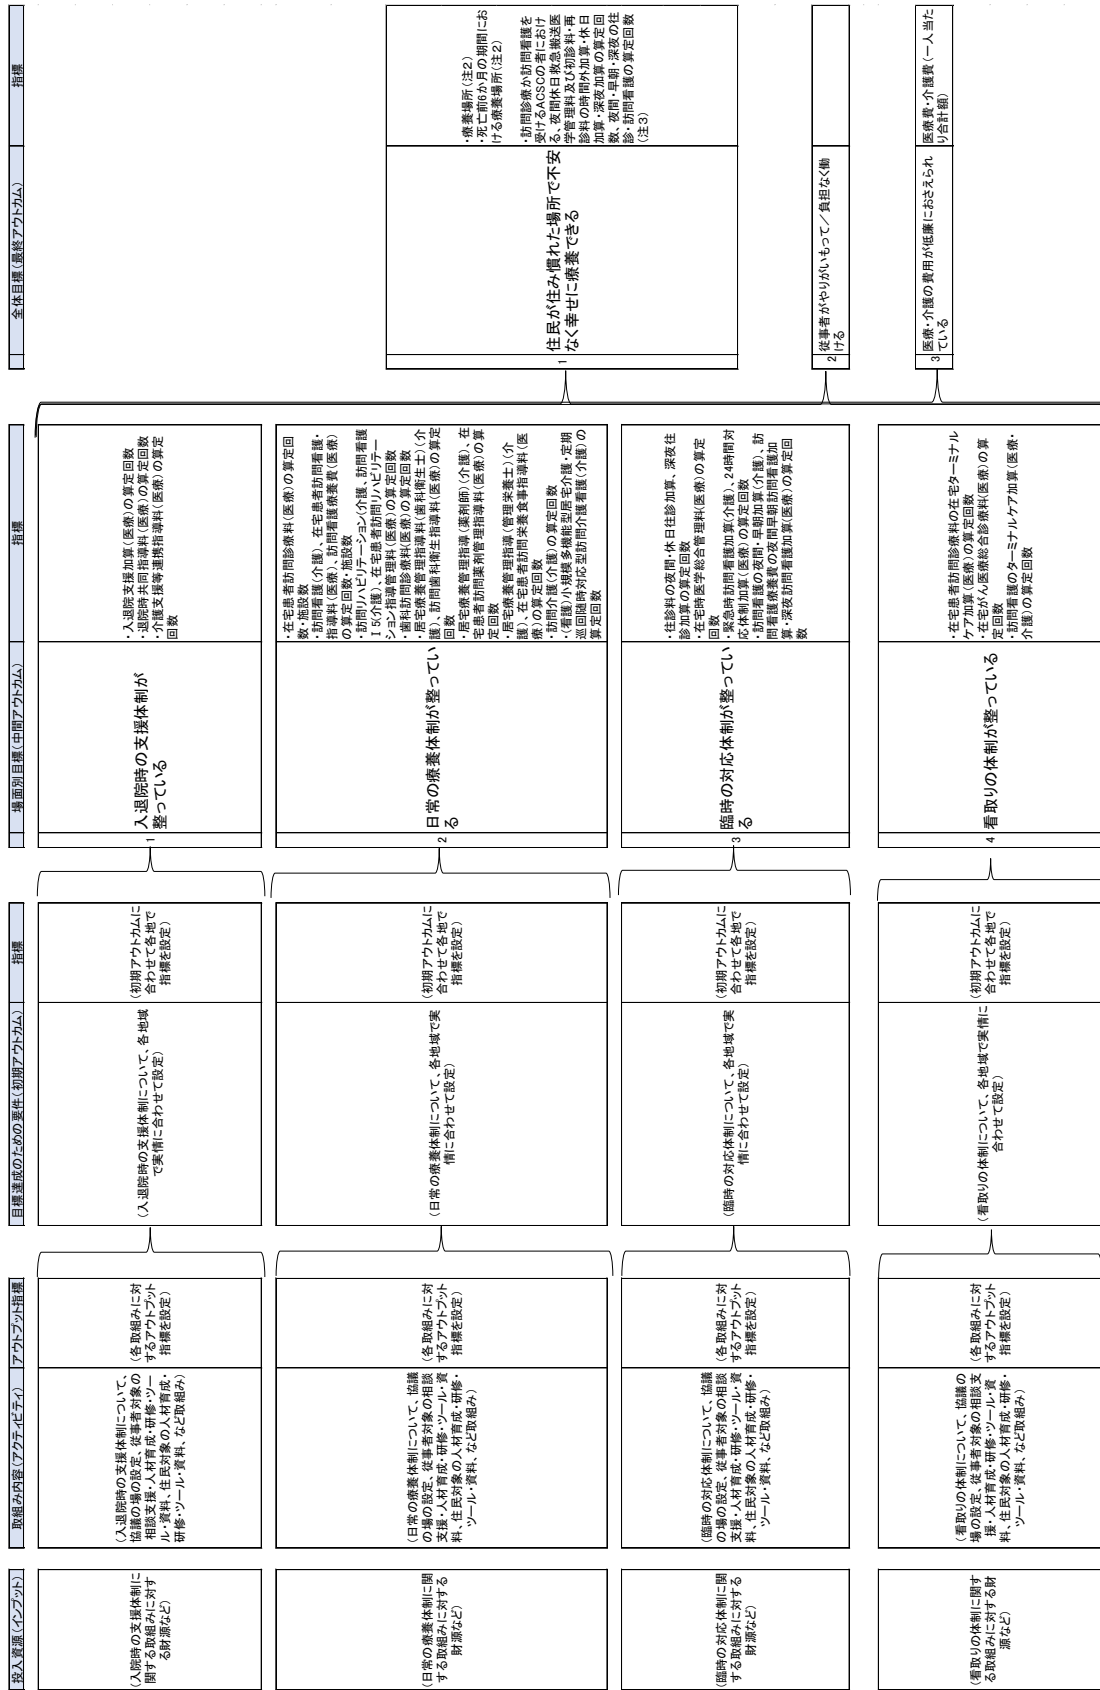 投入資源(インプット)
取組み内容(アクティビティ)
アウトプット指標
目標達成のための要件(初期アウトカム)
指標
場面別目標(中間アウトカム)
指標
全体目標(最終アウトカム)
指標
(入院時の支援体制に
関する取組みに対す
る財源など)
(入退院時の支援体制について、
協議の場の設定、従事者対象の
相談支援・人材育成・研修・ツー
ル・資料、住民対象の人材育成・
研修・ツール・資料、など取組み)
(各取組みに対
するアウトプット
指標を設定)
(入退院時の支援体制について、各地域
で実情に合わせて設定)
(初期アウトカムに
合わせて各地で
指標を設定)
1
入退院時の支援体制が
整っている
・入退院支援加算(医療)の算定回数
・退院時共同指導料(医療)の算定回数
・介護支援等連携指導料(医療)の算定
回数
(日常の療養体制に関
する取組みに対する
財源など)
(日常の療養体制について、協議
の場の設定、従事者対象の相談
支援・人材育成・研修・ツール・資
料、住民対象の人材育成・研修・
ツール・資料、など取組み)
(各取組みに対
するアウトプット
指標を設定)
(日常の療養体制について、各地域で実
情に合わせて設定)
(初期アウトカムに
合わせて各地で
指標を設定)
2
日常の療養体制が整ってい
る
・在宅患者訪問診療料(医療)の算定回
数・施設数
・訪問看護(介護)、在宅患者訪問看護・
指導料(医療)、訪問看護療養費(医療)
の算定回数・施設数
・訪問リハビリテーション(介護、訪問看護
Ⅰ5(介護)、在宅患者訪問リハビリテー
ション指導管理料(医療)の算定回数
・歯科訪問診療料(医療)の算定回数
・居宅療養管理指導料(歯科衛生士)(介
護)、訪問歯科衛生指導料(医療)の算定
回数
・居宅療養管理指導(薬剤師)(介護)、在
宅患者訪問薬剤管理指導料(医療)の算
定回数
・居宅療養管理指導(管理栄養士)(介
護)、在宅患者訪問栄養食事指導料(医
療)の算定回数
・訪問介護(介護)の算定回数
・(看護)小規模多機能型居宅介護・定期
巡回随時対応型訪問介護看護(介護)の
算定回数
(臨時の対応体制に関
する取組みに対する
財源など)
(臨時の対応体制について、協議
の場の設定、従事者対象の相談
支援・人材育成・研修・ツール・資
料、住民対象の人材育成・研修・
ツール・資料、など取組み)
(各取組みに対
するアウトプット
指標を設定)
(臨時の対応体制について、各地域で実
情に合わせて設定)
(初期アウトカムに
合わせて各地で
指標を設定)
3
臨時の対応体制が整ってい
る
・往診料の夜間・休日往診加算、深夜往
診加算の算定回数
・在宅時医学総合管理料(医療)の算定
回数
・緊急時訪問看護加算(介護)、24時間対
応体制加算(医療)の算定回数
・訪問看護の夜間・早朝加算(介護)、訪
問看護療養費の夜間早朝訪問看護加
算・深夜訪問看護加算(医療)の算定回
数
(看取りの体制に関す
る取組みに対する財
源など)
(看取りの体制について、協議の
場の設定、従事者対象の相談支
援・人材育成・研修・ツール・資
料、住民対象の人材育成・研修・
ツール・資料、など取組み)
(各取組みに対
するアウトプット
指標を設定)
(看取りの体制について、各地域で実情に
合わせて設定)
(初期アウトカムに
合わせて各地で
指標を設定)
4
看取りの体制が整っている
・在宅患者訪問診療料の在宅ターミナル
ケア加算(医療)の算定回数
・在宅がん医療総合診療料(医療)の算
定回数
・訪問看護のターミナルケア加算(医療・
介護)の算定回数
1
住民が住み慣れた場所で不安
なく幸せに療養できる
・療養場所(注2)
・死亡前6か月の期間にお
ける療養場所(注2)
・訪問診療か訪問看護を
受けるACSCの者におけ
る、夜間休日救急搬送医
学管理料及び初診料・再
診料の時間外加算・休日
加算・深夜加算の算定回
数、夜間・早朝・深夜の往
診・訪問看護の算定回数
(注3)
2
従事者がやりがいもって/負担なく働
ける
3
医療・介護の費用が低廉におさえられ
ている
医療費・介護費(一人当た
り合計額)